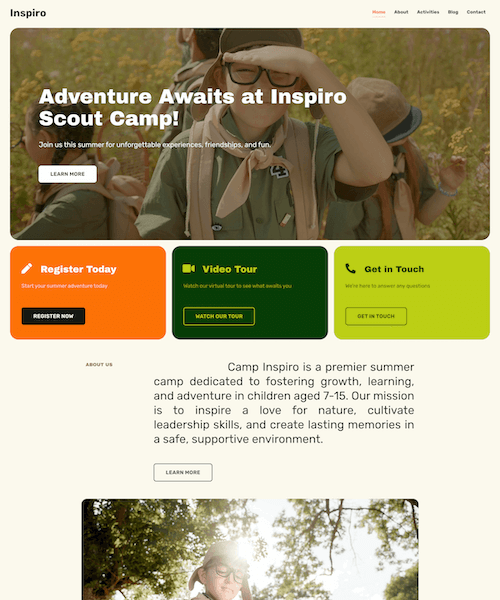 Inspiro
Home About Activities Blog Contact
Adventure Awaits at Inspiro
Scout Camp!
Join us this summer for unforgettable experiences, friendships, and fun.
LEARN MORE
Register Today
Start your summer adventure today
REGISTER NOW
Video Tour
Watch our virtual tour to see what awaits you
WATCH OUR TOUR
Get in Touch
We're here to answer any questions
GET IN TOUCH
ABOUT US
Camp Inspiro is a premier summer
camp dedicated to fostering growth, learning,
and adventure in children aged 7-15. Our mission
is to inspire a love for nature, cultivate
leadership skills, and create lasting memories in
a safe, supportive environment.
LEARN MORE